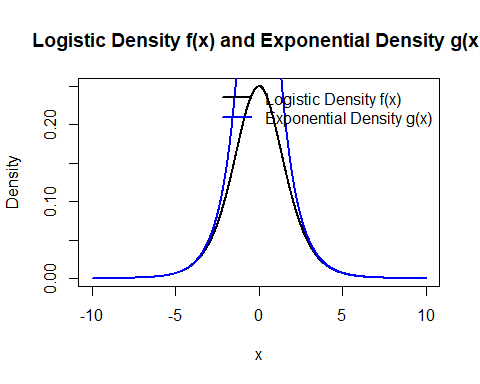 Logistic Density f(x) and Exponential Density g(x
Logistic Density f(x)
Exponential Density g(x)
Density
0.20
0.10
0.00
-10 -5 0 5 10
x